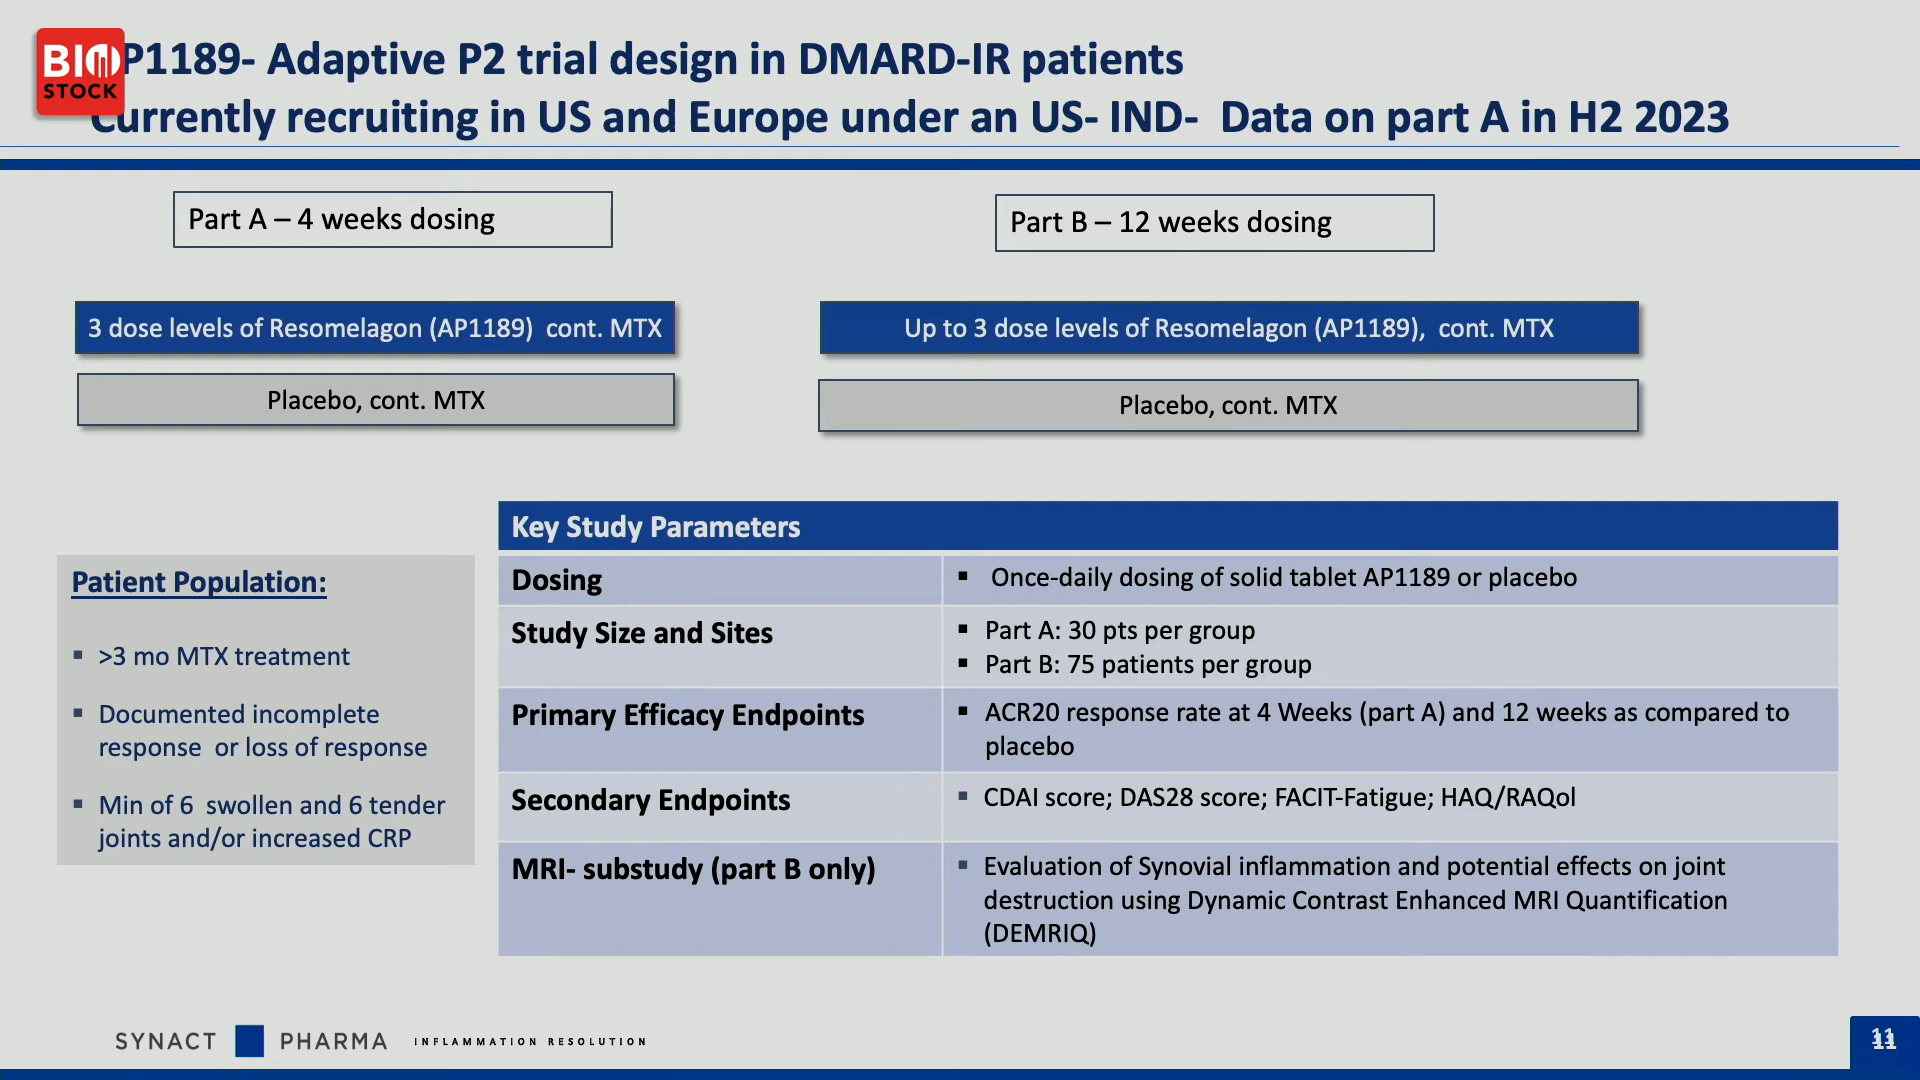 BIO
STOCK
P1189- Adaptive P2 trial design in DMARD-IR patients
Currently recruiting in US and Europe under an US- IND- Data on part A in H2 2023
Part A – 4 weeks dosing
Part B – 12 weeks dosing
3 dose levels of Resomelagon (AP1189) cont. MTX
Up to 3 dose levels of Resomelagon (AP1189), cont. MTX
Placebo, cont. MTX
Placebo, cont. MTX
Patient Population:
▪ >3 mo MTX treatment
▪ Documented incomplete
response or loss of response
▪ Min of 6 swollen and 6 tender
joints and/or increased CRP
Key Study Parameters
Dosing
▪ Once-daily dosing of solid tablet AP1189 or placebo
Study Size and Sites
▪ Part A: 30 pts per group
▪ Part B: 75 patients per group
Primary Efficacy Endpoints
▪ ACR20 response rate at 4 Weeks (part A) and 12 weeks as compared to
placebo
Secondary Endpoints
▪ CDAI score; DAS28 score; FACIT-Fatigue; HAQ/RAQol
MRI- substudy (part B only)
▪ Evaluation of Synovial inflammation and potential effects on joint
destruction using Dynamic Contrast Enhanced MRI Quantification
(DEMRIQ)
SYNACT PHARMA INFLAMMATION RESOLUTION
11